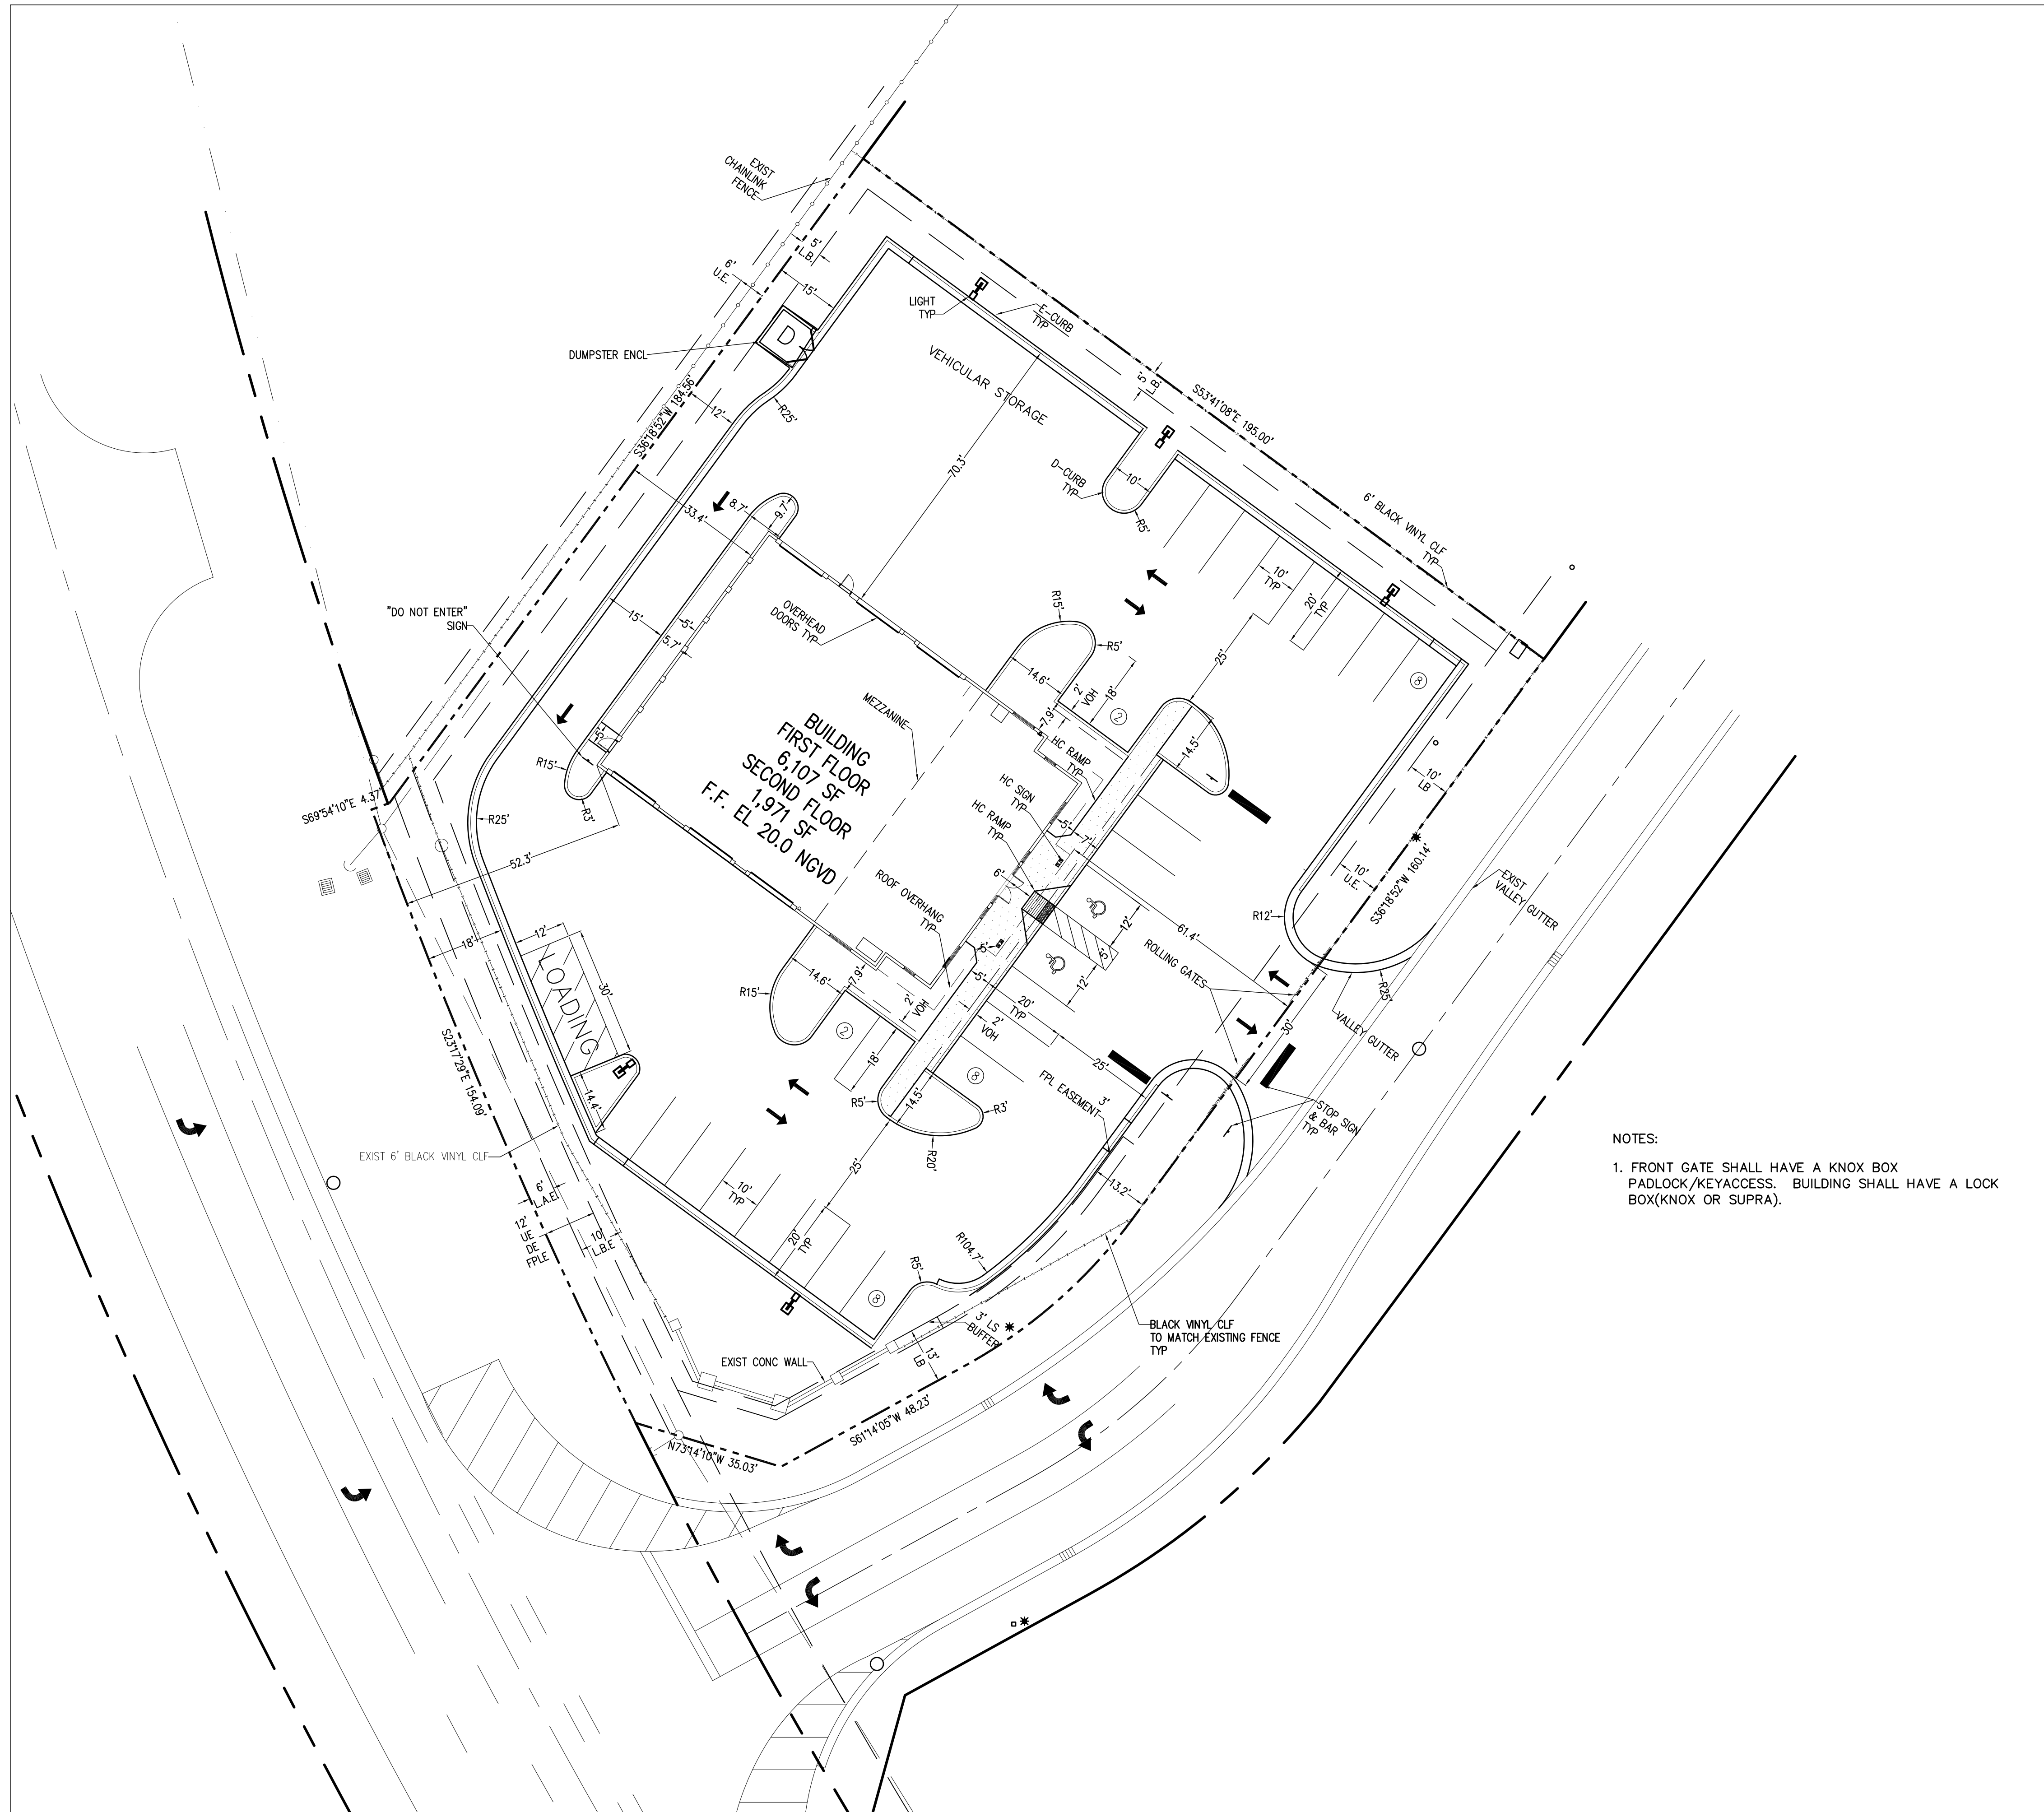 EXIST
CHAINLINK
FENCE
5'
L.B.
6'
U.E.
15'
LIGHT
TYP
E-CURB
TYP
D
DUMPSTER ENCL
VEHICULAR STORAGE
5'
L.B.
S53°41'08"E 195.00'
S36°18'52"W 184.56'
12'
R25'
70.3'
D-CURB
TYP
10'
R5'
6' BLACK VINYL CLF
TYP
33.4'
8.7'
9.7'
10'
TYP
20'
TYP
"DO NOT ENTER"
SIGN
15'
5'
5.7'
OVERHEAD
DOORS TYP
R15'
R5'
25'
14.6'
2'
VOH
18'
8
MEZZANINE
7.9'
2
BUILDING
FIRST FLOOR
6,107 SF
SECOND FLOOR
1,971 SF
F.F. EL 20.0 NGVD
5'
R15'
R3'
HC RAMP
TYP
14.5'
HC SIGN
TYP
HC RAMP
TYP
10'
LB
S69°54'10"E 4.37'
R25'
52.3'
5'
7'
6'
10'
U.E.
S36°18'52"W 160.14'
EXIST
VALLEY GUTTER
ROOF OVERHANG
TYP
12'
5'
12'
61.4'
R12'
ROLLING GATES
18'
12'
30'
LOADING
14.6'
7.9'
R15'
6'
5'
20'
TYP
2'
VOH
2'
VOH
R25'
30'
VALLEY GUTTER
2
18'
25'
8
S23°17'29"E 154.09'
14.4'
FPL EASEMENT
3'
R5'
14.5'
R3'
STOP SIGN
& BAR
TYP
EXIST 6' BLACK VINYL CLF
R20'
25'
10'
TYP
13.2'
6'
L.A.E.
12'
UE
DE
FPLE
10'
L.B.E
20'
TYP
R104.7'
R5'
8
3' LS
BUFFER
BLACK VINYL CLF
TO MATCH EXISTING FENCE
TYP
EXIST CONC WALL
13'
LB
S61°14'05"W 48.23'
N73°14'10"W 35.03'
NOTES:
1. FRONT GATE SHALL HAVE A KNOX BOX
PADLOCK/KEYACCESS. BUILDING SHALL HAVE A LOCK
BOX(KNOX OR SUPRA).